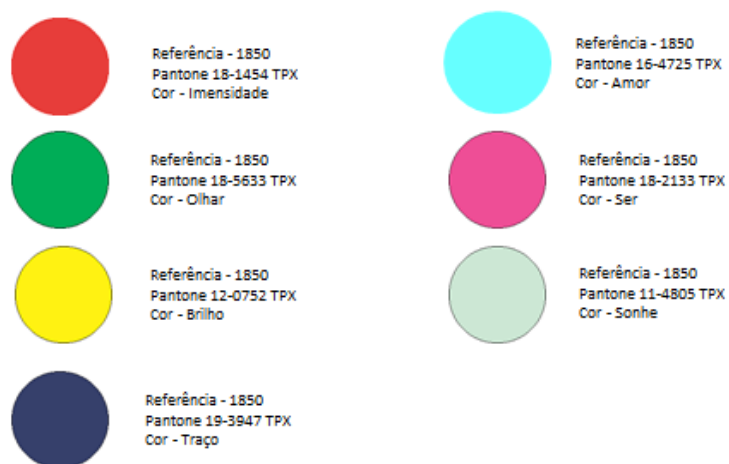 Referência - 1850
Pantone 18-1454 TPX
Cor - Imensidade
Referência - 1850
Pantone 16-4725 TPX
Cor - Amor
Referência - 1850
Pantone 18-5633 TPX
Cor - Olhar
Referência - 1850
Pantone 18-2133 TPX
Cor - Ser
Referência - 1850
Pantone 12-0752 TPX
Cor - Brilho
Referência - 1850
Pantone 11-4805 TPX
Cor - Sonhe
Referência - 1850
Pantone 19-3947 TPX
Cor - Traço